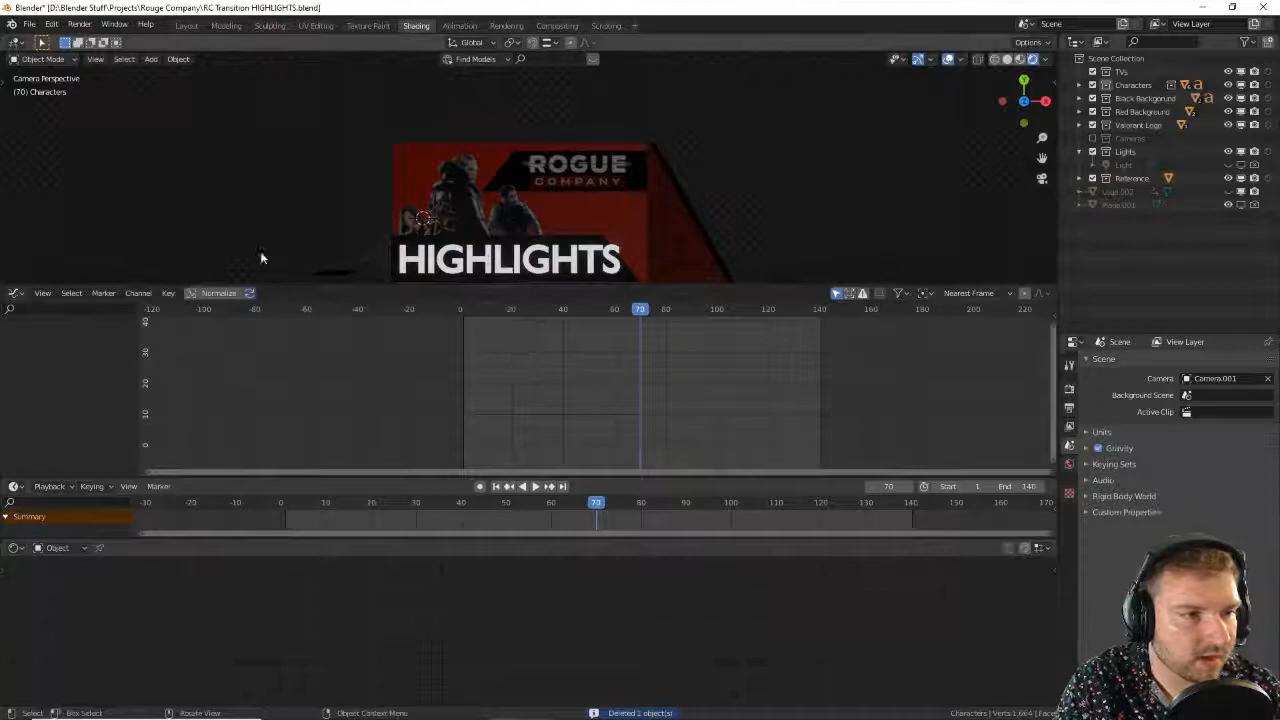 Blender* [D:\Blender Stuff\Projects\Rouge Company\RC Transition HIGHLIGHTS.blend]
File Edit Render Window Help Layout Modeling Sculpting UV Editing Texture Paint Shading Animation Rendering Compositing Scripting Scene View Layer
Global Options
Object Mode View Select Add Object Find Models
Camera Perspective
(70) Characters
ROGUE
COMPANY
HIGHLIGHTS
Scene Collection
TVs
Characters
Black Background
Red Background
Valorant Logo
Cameras
Lights
Light
Reference
Plane.001
View Select Marker Channel Key Normalize Nearest Frame
-120 -100 -80 -60 -40 -20 0 20 40 60 70 80 100 120 140 160 180 200 220
40
30
20
10
0
Scene View Layer
Scene
Camera Camera.001
Background Scene
Active Clip
Units
Gravity
Keying Sets
Audio
Rigid Body World
Custom Properties
Playback Keying View Marker 70 Start 1 End 140
-30 -20 -10 0 10 20 30 40 50 60 70 80 90 100 110 120 130 140 150 160 170
Summary
Object
Select Box Select Rotate View Object Context Menu Deleted 1 object(s) Characters | Verts:1,664 | Face